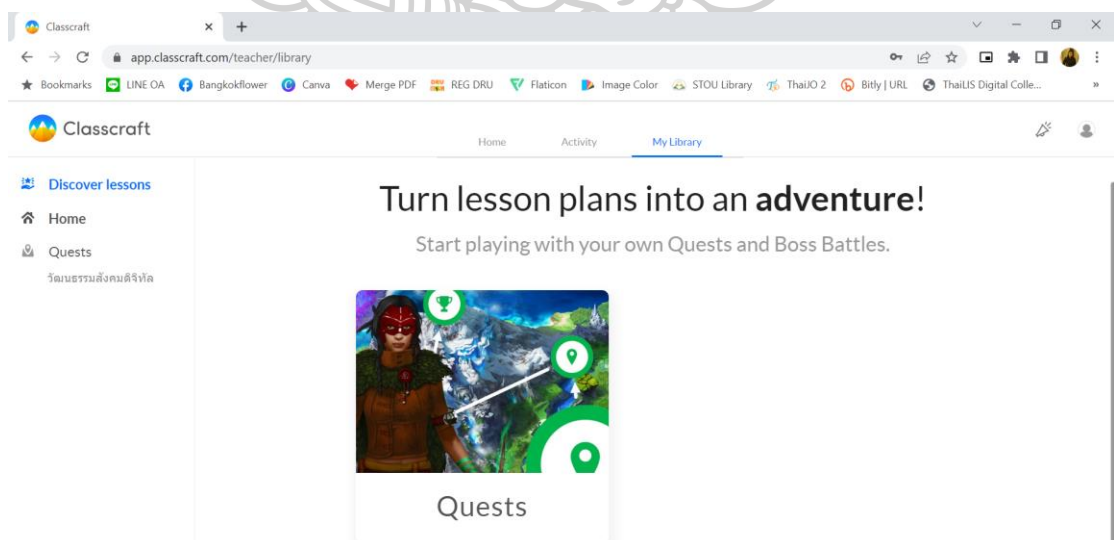 Classcraft
app.classcraft.com/teacher/library
Bookmarks LINE OA Bangkokflower Canva Merge PDF REG DRU Flaticon Image Color STOU Library ThaiJO 2 Bitly | URL ThaiLIS Digital Colle...
Classcraft
Home Activity My Library
Discover lessons
Home
Quests
วัฒนธรรมสังคมดิจิทัล
Turn lesson plans into an adventure!
Start playing with your own Quests and Boss Battles.
Quests